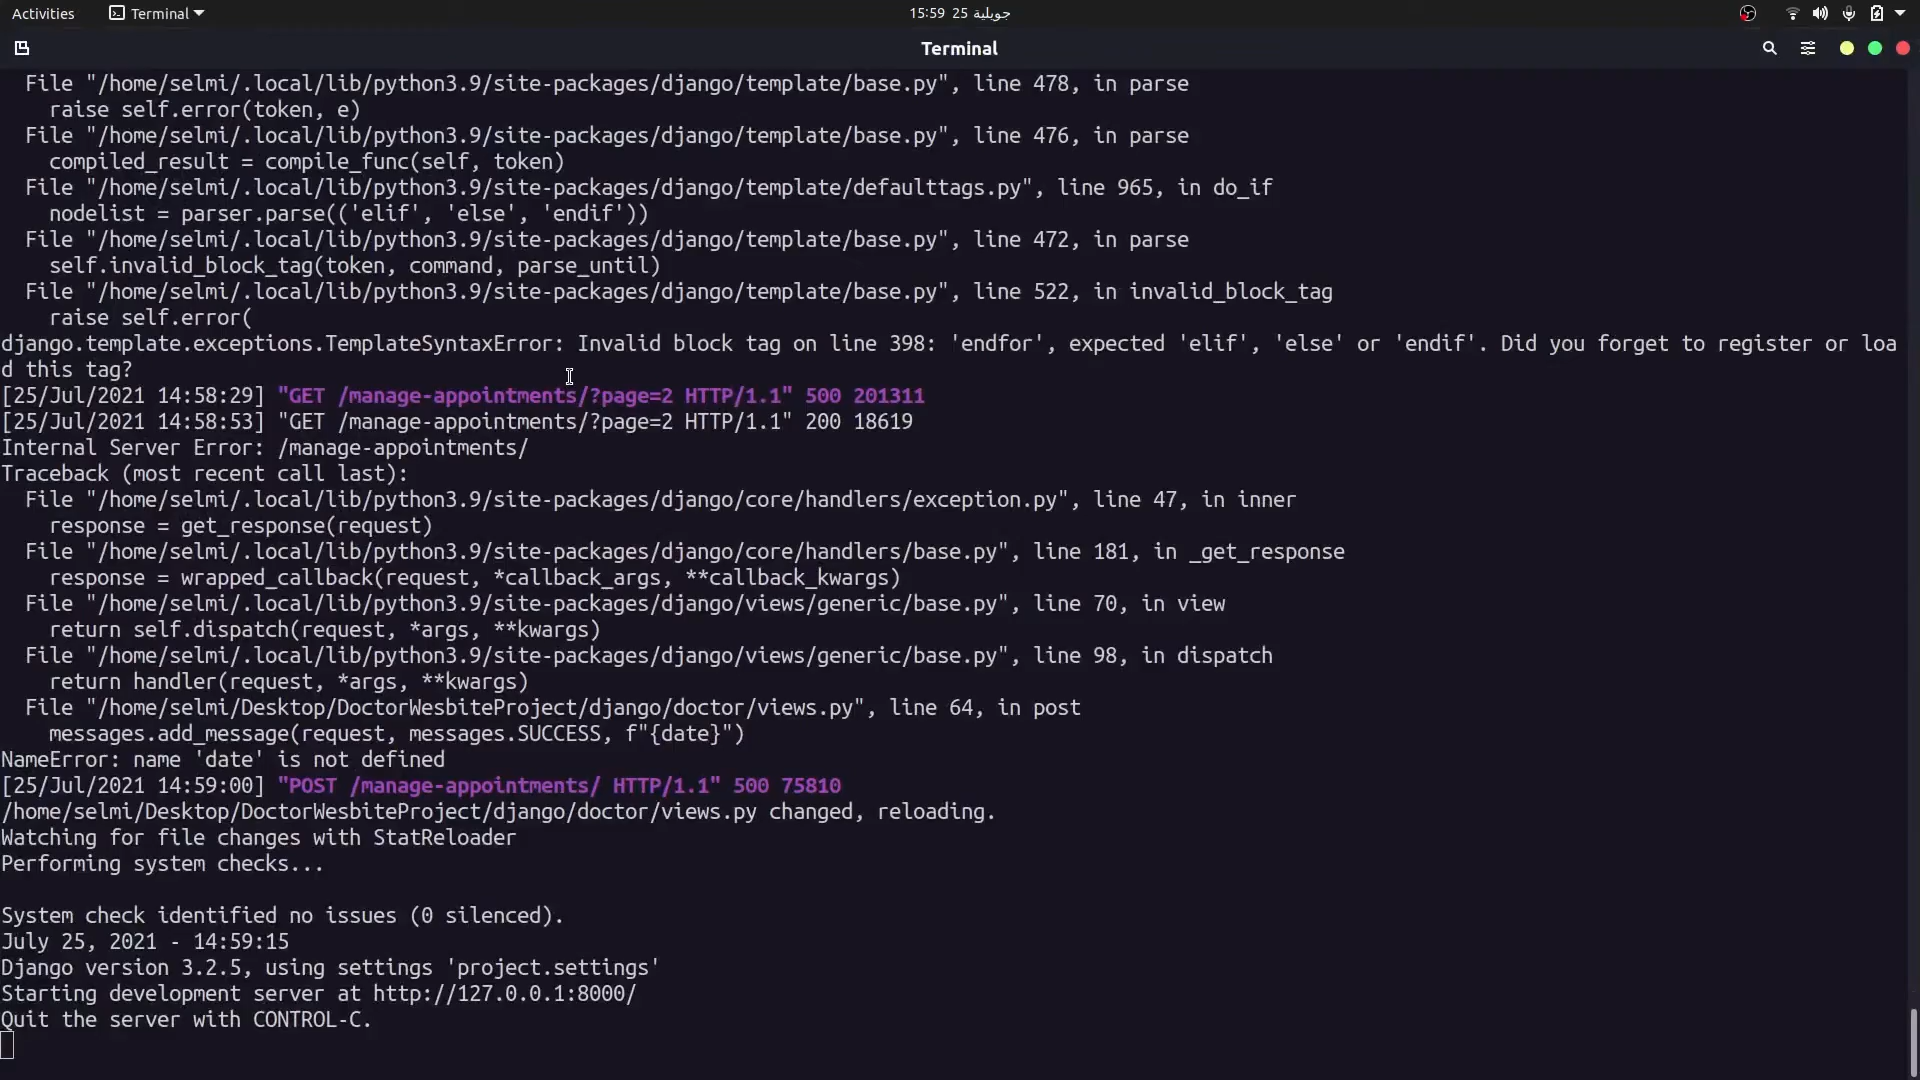 Activities
Terminal
15:59 25 جويلية
Terminal
File "/home/selmi/.local/lib/python3.9/site-packages/django/template/base.py", line 478, in parse
raise self.error(token, e)
File "/home/selmi/.local/lib/python3.9/site-packages/django/template/base.py", line 476, in parse
compiled_result = compile_func(self, token)
File "/home/selmi/.local/lib/python3.9/site-packages/django/template/defaulttags.py", line 965, in do_if
nodelist = parser.parse(('elif', 'else', 'endif'))
File "/home/selmi/.local/lib/python3.9/site-packages/django/template/base.py", line 472, in parse
self.invalid_block_tag(token, command, parse_until)
File "/home/selmi/.local/lib/python3.9/site-packages/django/template/base.py", line 522, in invalid_block_tag
raise self.error(
django.template.exceptions.TemplateSyntaxError: Invalid block tag on line 398: 'endfor', expected 'elif', 'else' or 'endif'. Did you forget to register or loa
d this tag?
[25/Jul/2021 14:58:29] "GET /manage-appointments/?page=2 HTTP/1.1" 500 201311
[25/Jul/2021 14:58:53] "GET /manage-appointments/?page=2 HTTP/1.1" 200 18619
Internal Server Error: /manage-appointments/
Traceback (most recent call last):
File "/home/selmi/.local/lib/python3.9/site-packages/django/core/handlers/exception.py", line 47, in inner
response = get_response(request)
File "/home/selmi/.local/lib/python3.9/site-packages/django/core/handlers/base.py", line 181, in _get_response
response = wrapped_callback(request, *callback_args, **callback_kwargs)
File "/home/selmi/.local/lib/python3.9/site-packages/django/views/generic/base.py", line 70, in view
return self.dispatch(request, *args, **kwargs)
File "/home/selmi/.local/lib/python3.9/site-packages/django/views/generic/base.py", line 98, in dispatch
return handler(request, *args, **kwargs)
File "/home/selmi/Desktop/DoctorWesbiteProject/django/doctor/views.py", line 64, in post
messages.add_message(request, messages.SUCCESS, f"{date}")
NameError: name 'date' is not defined
[25/Jul/2021 14:59:00] "POST /manage-appointments/ HTTP/1.1" 500 75810
/home/selmi/Desktop/DoctorWesbiteProject/django/doctor/views.py changed, reloading.
Watching for file changes with StatReloader
Performing system checks...
System check identified no issues (0 silenced).
July 25, 2021 - 14:59:15
Django version 3.2.5, using settings 'project.settings'
Starting development server at http://127.0.0.1:8000/
Quit the server with CONTROL-C.